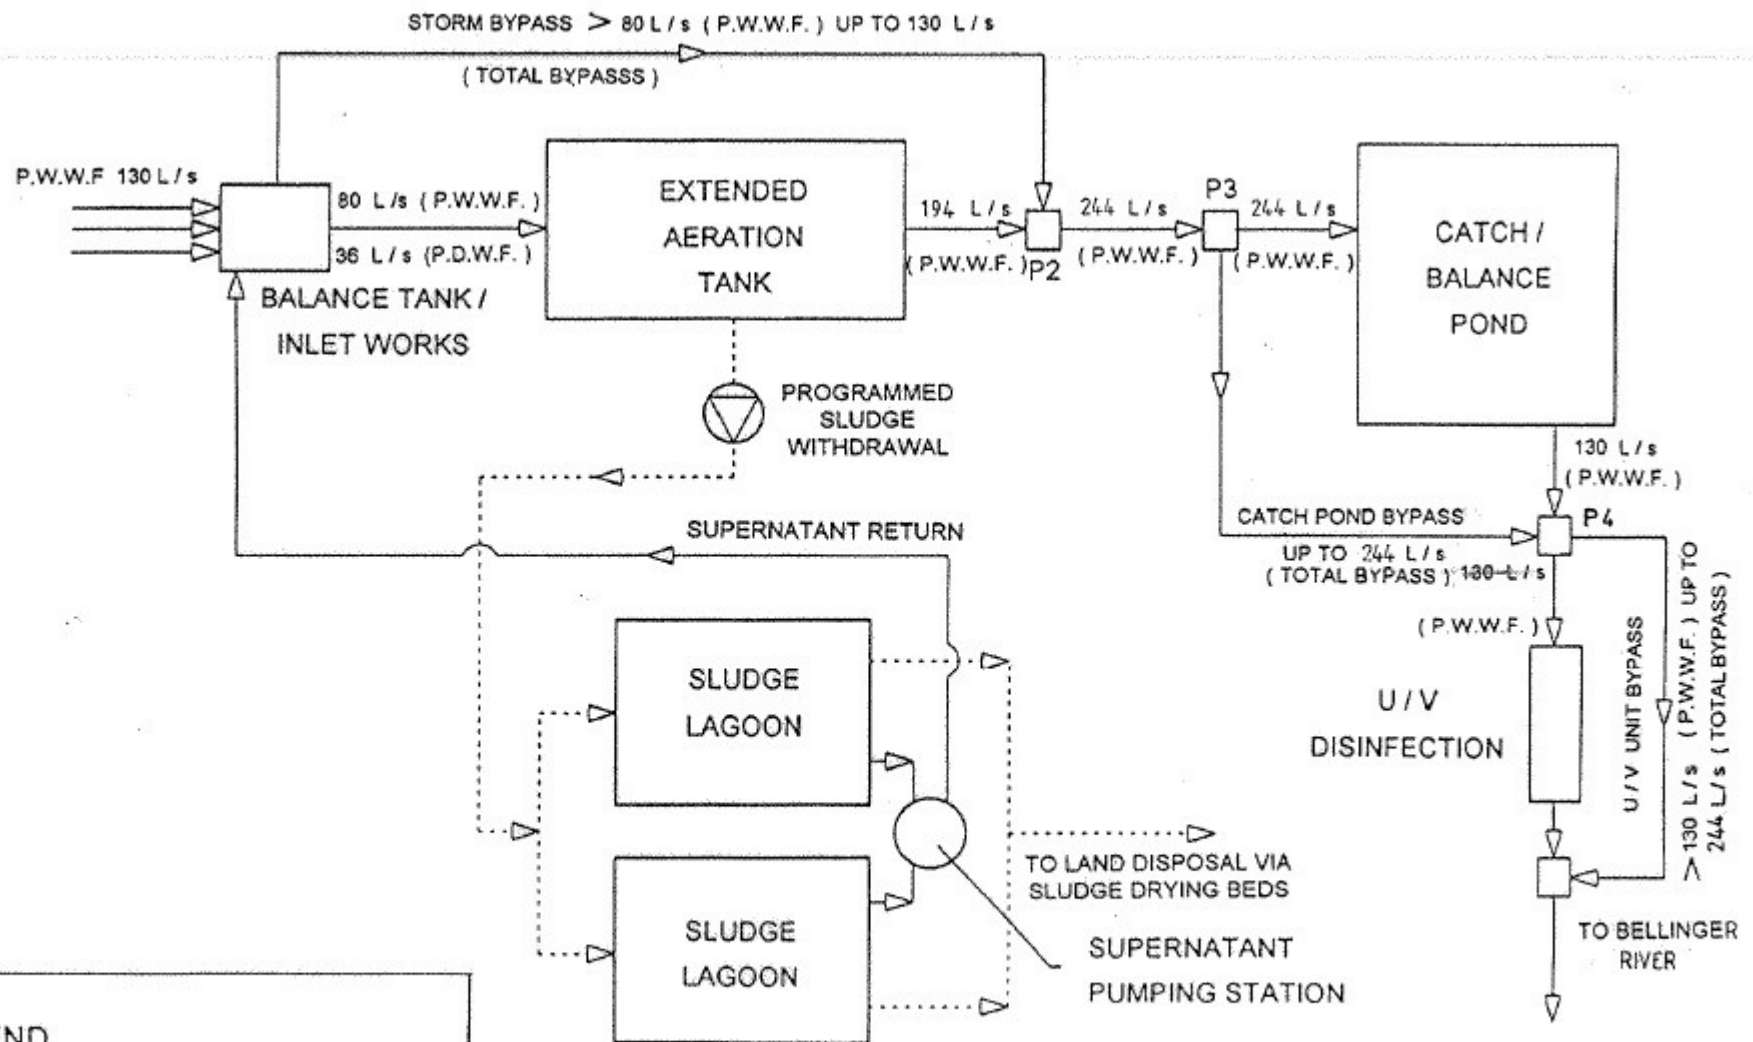 STORM BYPASS > 80 L/s ( P.W.W.F. ) UP TO 130 L/s
( TOTAL BYPASSS )
P.W.W.F 130 L/s
80 L/s ( P.W.W.F. )
36 L/s (P.D.W.F. )
BALANCE TANK /
INLET WORKS
EXTENDED
AERATION
TANK
194 L/s
( P.W.W.F. )
P2
244 L/s
( P.W.W.F. )
P3
244 L/s
( P.W.W.F. )
CATCH /
BALANCE
POND
PROGRAMMED
SLUDGE
WITHDRAWAL
130 L/s
( P.W.W.F. )
P4
CATCH POND BYPASS
UP TO 244 L/s
( TOTAL BYPASS ) 130 L/s
( P.W.W.F. )
SUPERNATANT RETURN
SLUDGE
LAGOON
U / V
DISINFECTION
U / V UNIT BYPASS
> 130 L/s ( P.W.W.F. ) UP TO
244 L/s ( TOTAL BYPASS )
TO LAND DISPOSAL VIA
SLUDGE DRYING BEDS
SLUDGE
LAGOON
SUPERNATANT
PUMPING STATION
TO BELLINGER
RIVER
END